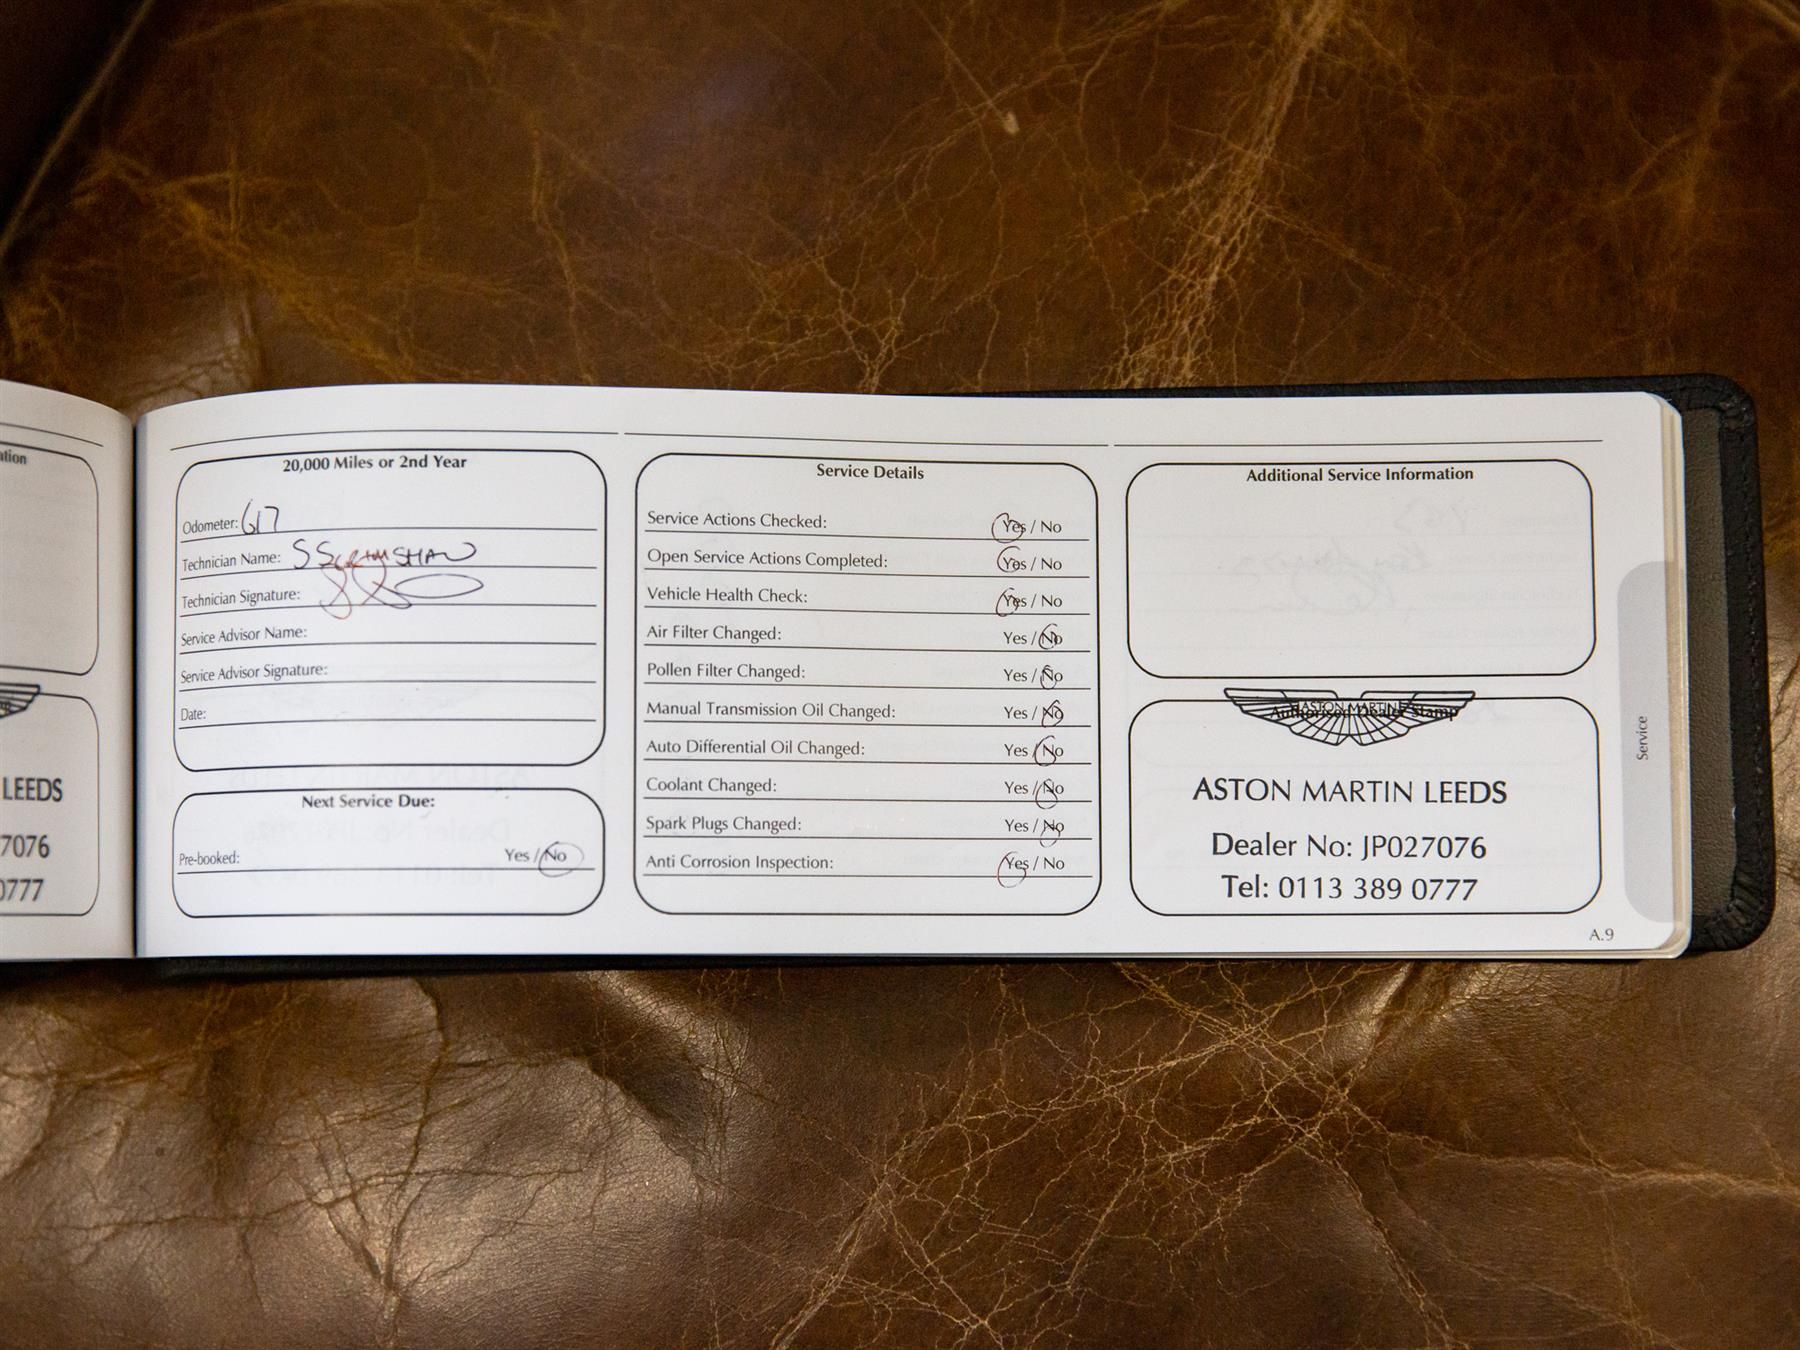 ation
LEEDS
7076
0777
20,000 Miles or 2nd Year
Odometer: 617
Technician Name: S SCRIMSHAW
Technician Signature:
Service Advisor Name:
Service Advisor Signature:
Date:
Next Service Due:
Pre-booked: Yes / No
Service Details
Service Actions Checked: Yes / No
Open Service Actions Completed: Yes / No
Vehicle Health Check: Yes / No
Air Filter Changed: Yes / No
Pollen Filter Changed: Yes / No
Manual Transmission Oil Changed: Yes / No
Auto Differential Oil Changed: Yes / No
Coolant Changed: Yes / No
Spark Plugs Changed: Yes / No
Anti Corrosion Inspection: Yes / No
Additional Service Information
ASTON MARTIN
Authorised Dealer Stamp
ASTON MARTIN LEEDS
Dealer No: JP027076
Tel: 0113 389 0777
Service
A.9